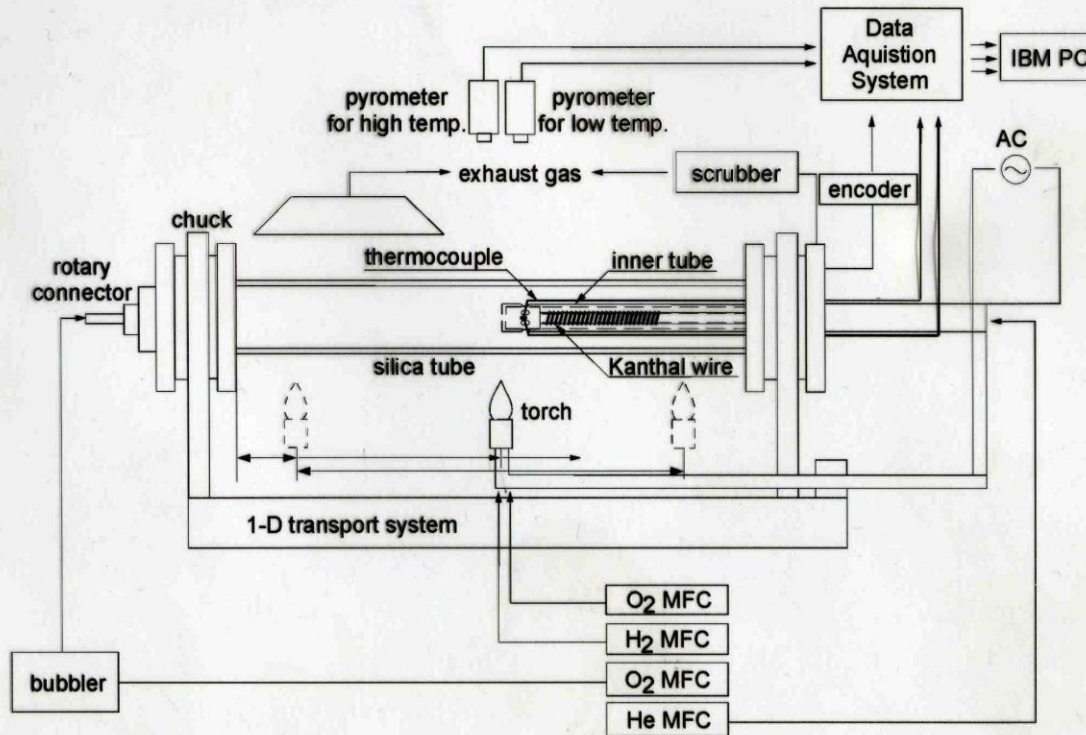 Data
Aquistion
System
IBM PC
pyrometer
for high temp.
pyrometer
for low temp.
AC
exhaust gas
scrubber
encoder
chuck
thermocouple
inner tube
rotary
connector
silica tube
Kanthal wire
torch
1-D transport system
O2 MFC
H2 MFC
bubbler
O2 MFC
He MFC